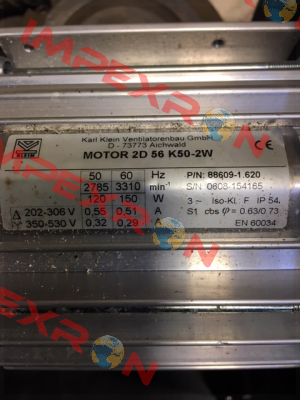 IMPEXRON
KLEIN
Karl Klein Ventilatorenbau GmbH
D - 73773 Aichwald
CE
MOTOR 2D 56 K50-2W
50 60 Hz P/N: 88609-1.620
2785 3310 min⁻¹ S/N 0608-154165
120 150 W 3 ~ Iso-Kl.: F IP 54
Δ 202-306 V 0,55 0,51 A S1 cos φ = 0.63/0.73
350-530 V 0,32 0,29 A EN 60034
IMPEXRON